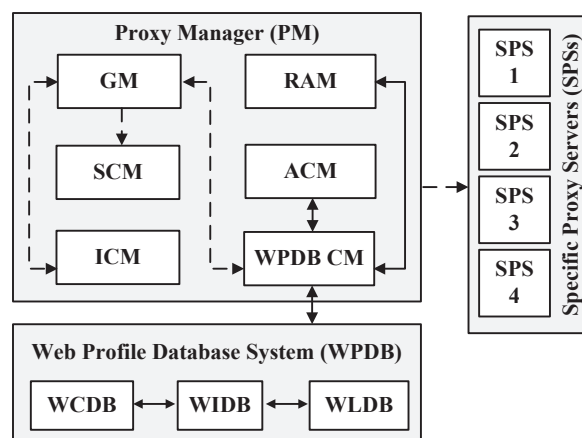 Proxy Manager (PM)
GM
RAM
SCM
ACM
ICM
WPDB CM
Web Profile Database System (WPDB)
WCDB
WIDB
WLDB
SPS
1
SPS
2
SPS
3
SPS
4
Specific Proxy Servers (SPSs)